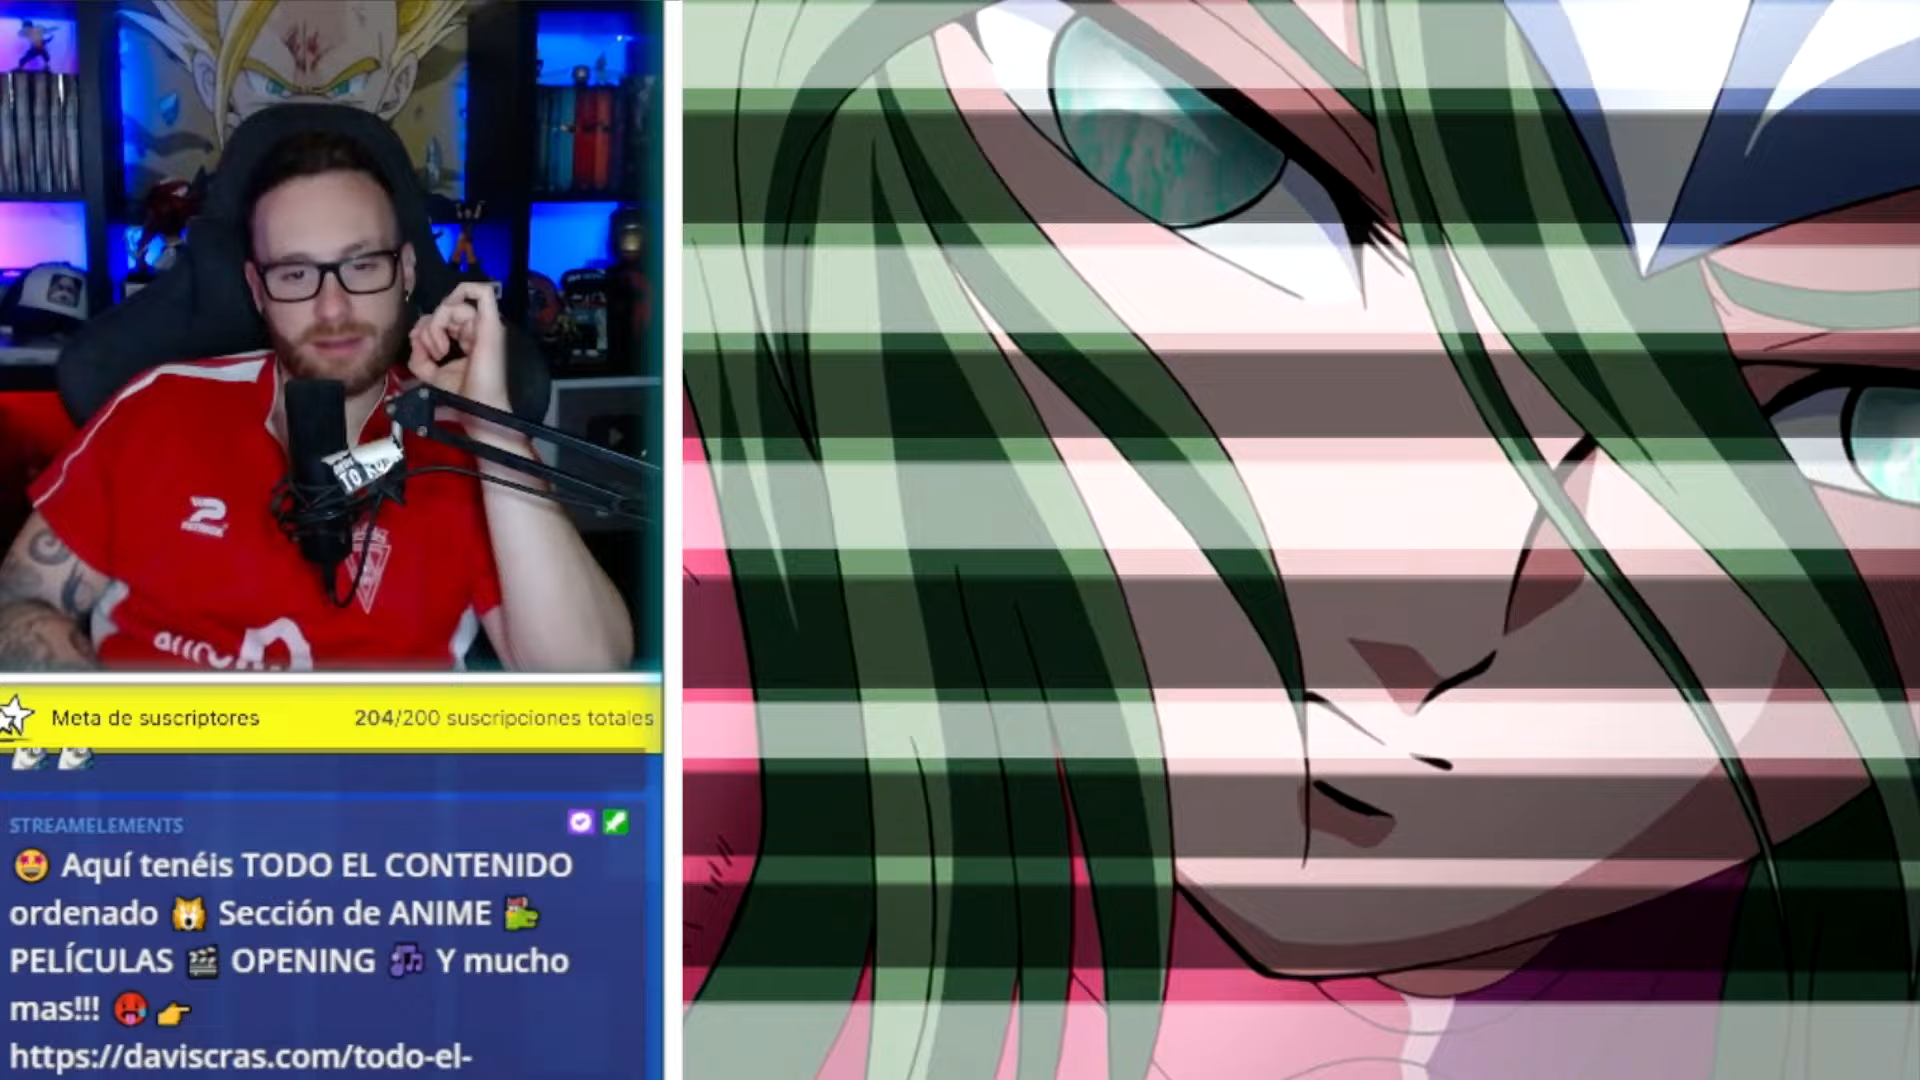 TO
Meta de suscriptores
204/200 suscripciones totales
STREAMELEMENTS
🤩 Aquí tenéis TODO EL CONTENIDO
ordenado 🙀 Sección de ANIME
PELÍCULAS 🎬 OPENING 🎶 Y mucho
mas!!! 🥵 👉
https://daviscras.com/todo-el-